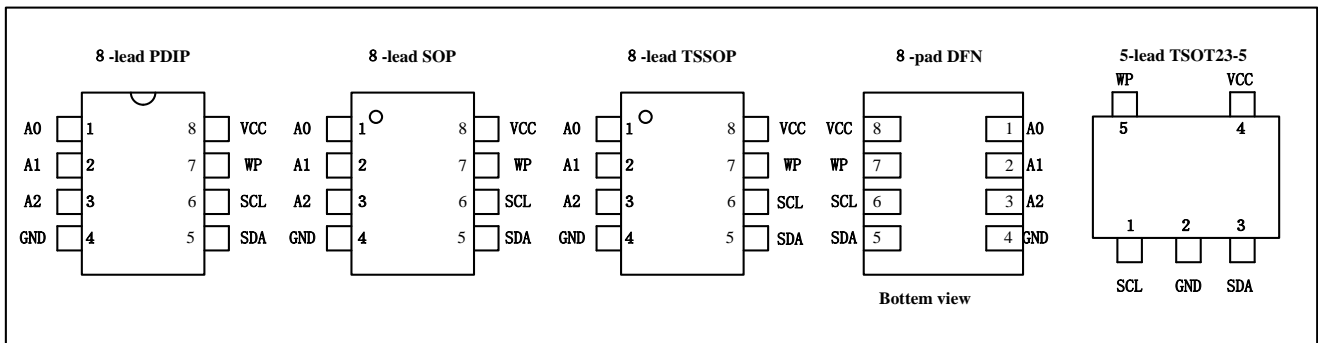 8-lead PDIP 8-lead SOP 8-lead TSSOP 8-pad DFN 5-lead TSOT23-5
WP VCC
A0 1 8 VCC A0 1 8 VCC A0 1 8 VCC VCC 8 1 A0 5 4
A1 2 7 WP A1 2 7 WP A1 2 7 WP WP 7 2 A1
A2 3 6 SCL A2 3 6 SCL A2 3 6 SCL SCL 6 3 A2 1 2 3
GND 4 5 SDA GND 4 5 SDA GND 4 5 SDA SDA 5 4 GND
SCL GND SDA
Bottem view